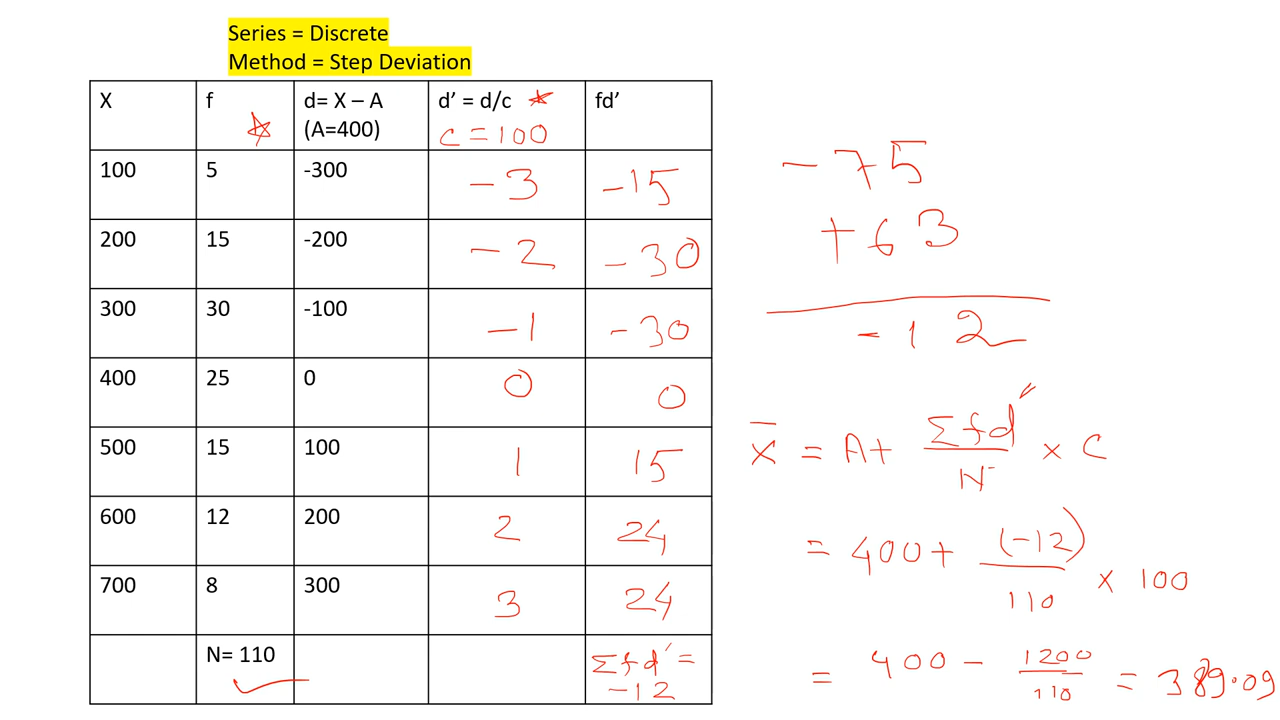 Series = Discrete
Method = Step Deviation
X f d= X – A d’ = d/c fd’
(A=400) C = 100
100 5 -300 -3 -15
200 15 -200 -2 -30
300 30 -100 -1 -30
400 25 0 0 0
500 15 100 1 15
600 12 200 2 24
700 8 300 3 24
N= 110 Σfd' = -12
-75
+63
-12
X̄ = A+ Σfd'/N × C
= 400+ (-12)/110 × 100
= 400 - 1200/110 = 389.09